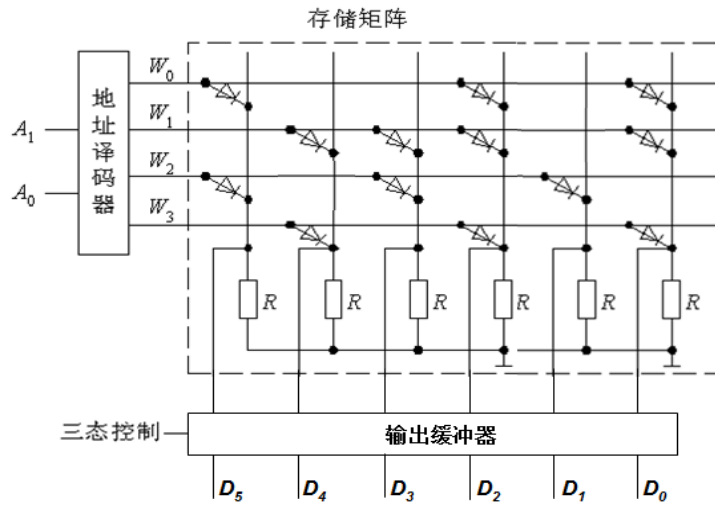 存储矩阵
地址译码器
A₁
A₀
W₀
W₁
W₂
W₃
R R R R R R
三态控制
输出缓冲器
D₅ D₄ D₃ D₂ D₁ D₀